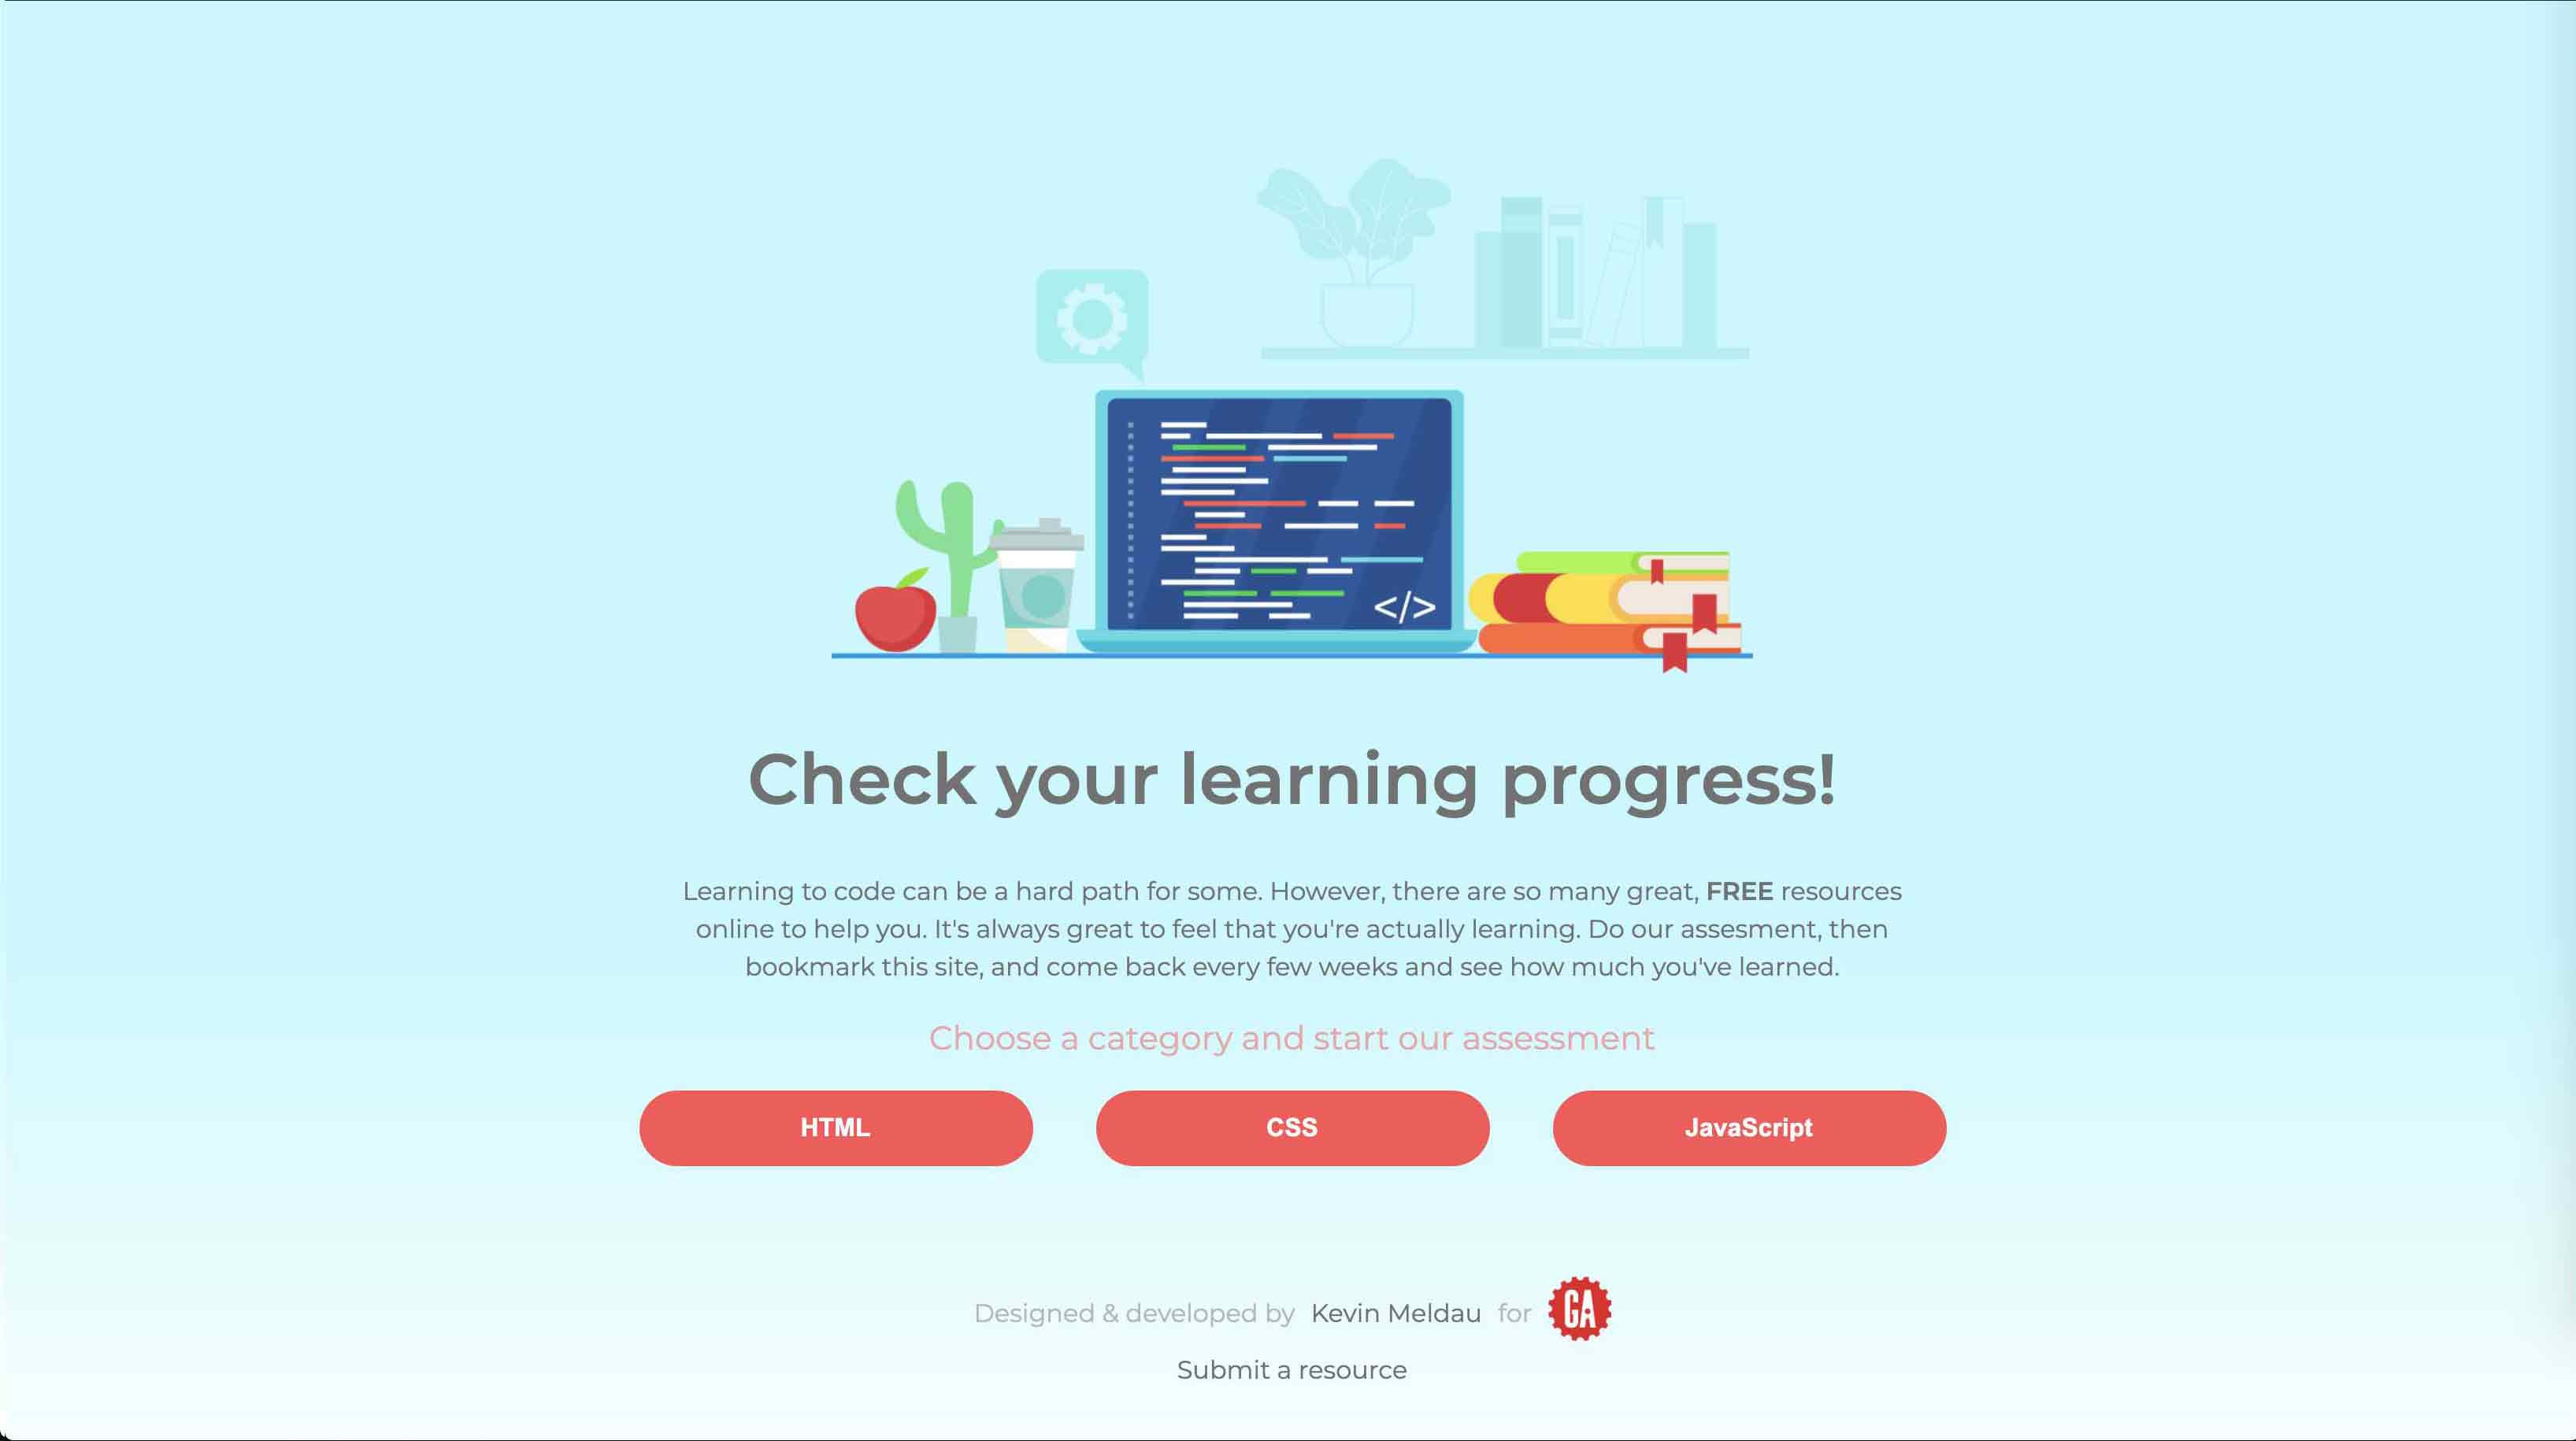 </>
Check your learning progress!
Learning to code can be a hard path for some. However, there are so many great, FREE resources
online to help you. It's always great to feel that you're actually learning. Do our assesment, then
bookmark this site, and come back every few weeks and see how much you've learned.
Choose a category and start our assessment
HTML CSS JavaScript
Designed & developed by Kevin Meldau for GA
Submit a resource